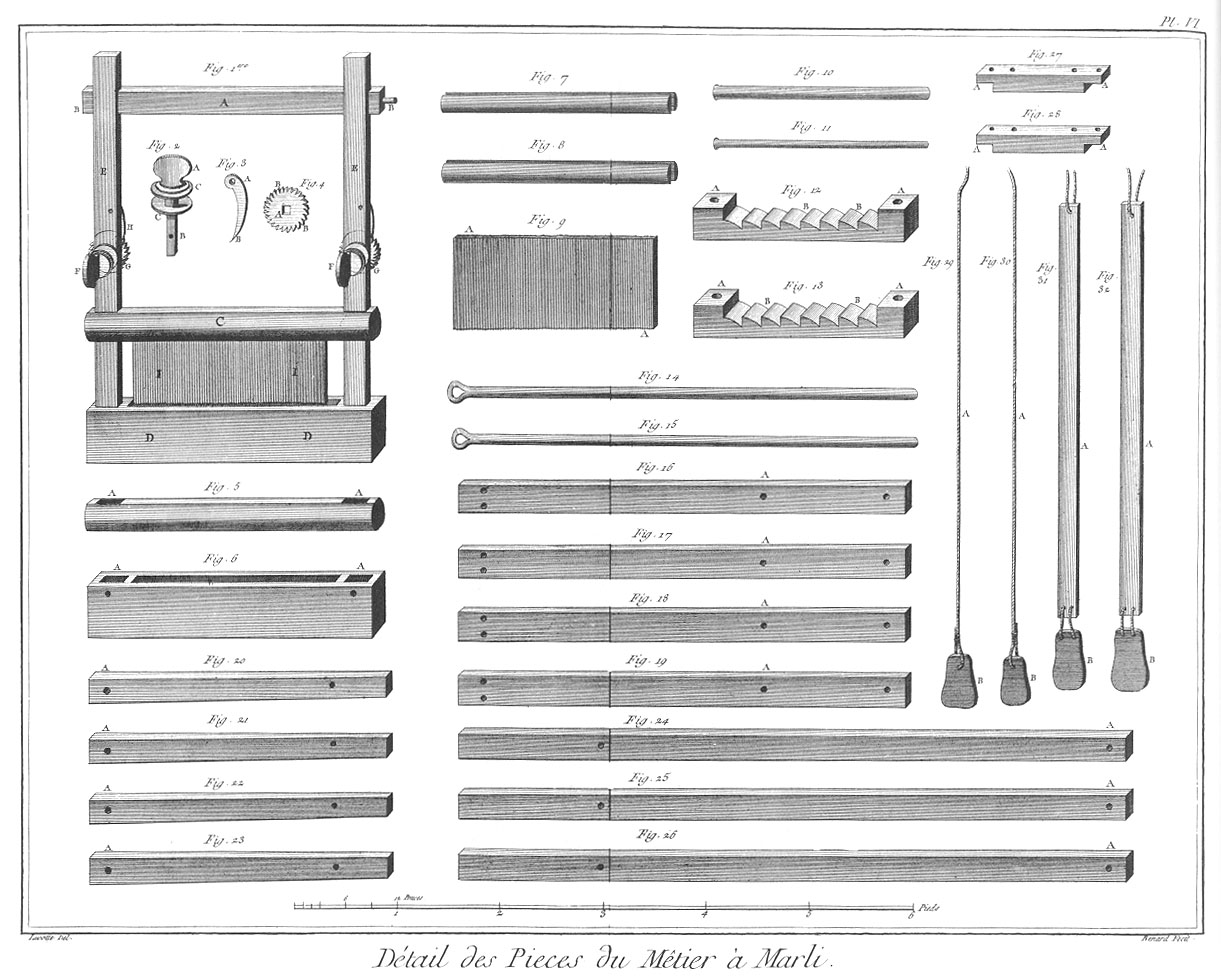 Pl. VI
Fig. 1ere
B A B
E E
Fig. 2
A
C
C
B
Fig. 3
A
B
Fig. 4
B
A
B
H
F G F G
C
I I
D D
Fig. 5
A A
Fig. 6
A A
Fig. 20
A
Fig. 21
A
Fig. 22
A
Fig. 23
A
Fig. 7
Fig. 8
Fig. 9
A
A
Fig. 10
Fig. 11
Fig. 12
A B B A
Fig. 13
A B B A
Fig. 14
Fig. 15
Fig. 16
A
Fig. 17
A
Fig. 18
A
Fig. 19
A
Fig. 24
A
Fig. 25
A
Fig. 26
A
Fig. 27
A A
Fig. 28
A A
Fig. 29
A
B
Fig. 30
A
B
Fig. 31
A
B
Fig. 32
A
B
6 12 Pouces
1 2 3 4 5 6 Pieds
Lucotte Del.
Benard Fecit.
Détail des Pieces du Mêtier à Marli.